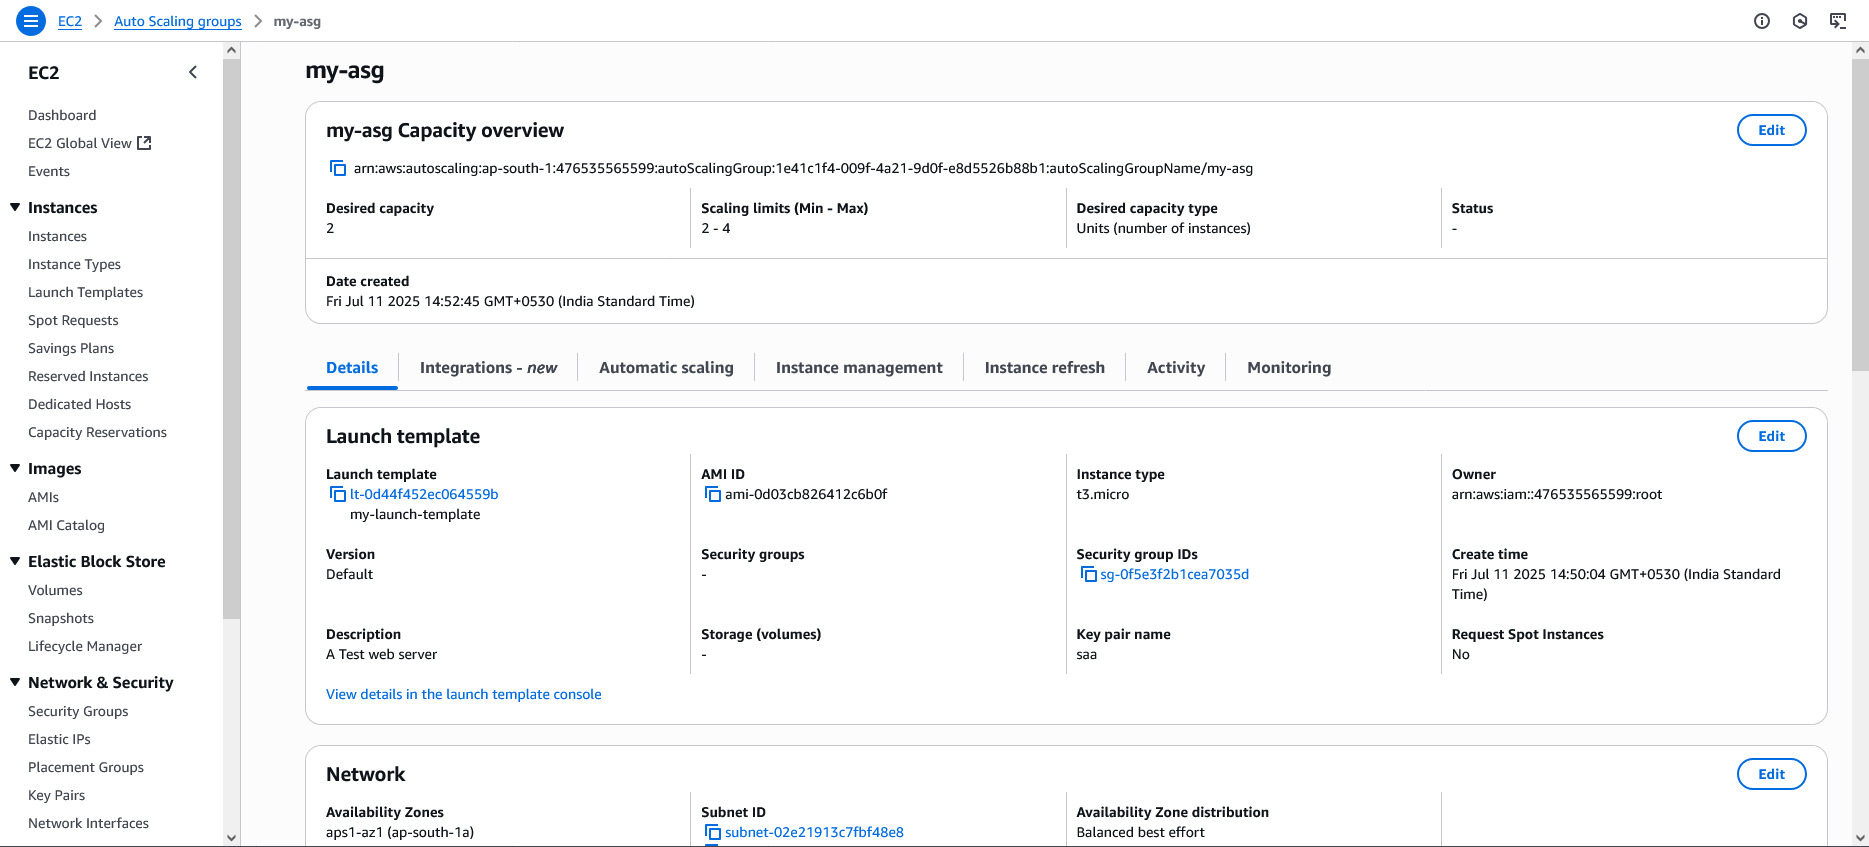 EC2 > Auto Scaling groups > my-asg
EC2
Dashboard
EC2 Global View
Events
Instances
Instances
Instance Types
Launch Templates
Spot Requests
Savings Plans
Reserved Instances
Dedicated Hosts
Capacity Reservations
Images
AMIs
AMI Catalog
Elastic Block Store
Volumes
Snapshots
Lifecycle Manager
Network & Security
Security Groups
Elastic IPs
Placement Groups
Key Pairs
Network Interfaces
my-asg
my-asg Capacity overview
Edit
arn:aws:autoscaling:ap-south-1:476535565599:autoScalingGroup:1e41c1f4-009f-4a21-9d0f-e8d5526b88b1:autoScalingGroupName/my-asg
Desired capacity
2
Scaling limits (Min - Max)
2 - 4
Desired capacity type
Units (number of instances)
Status
-
Date created
Fri Jul 11 2025 14:52:45 GMT+0530 (India Standard Time)
Details
Integrations - new
Automatic scaling
Instance management
Instance refresh
Activity
Monitoring
Launch template
Edit
Launch template
lt-0d44f452ec064559b
my-launch-template
AMI ID
ami-0d03cb826412c6b0f
Instance type
t3.micro
Owner
arn:aws:iam::476535565599:root
Version
Default
Security groups
-
Security group IDs
sg-0f5e3f2b1cea7035d
Create time
Fri Jul 11 2025 14:50:04 GMT+0530 (India Standard
Time)
Description
A Test web server
Storage (volumes)
-
Key pair name
saa
Request Spot Instances
No
View details in the launch template console
Network
Edit
Availability Zones
aps1-az1 (ap-south-1a)
Subnet ID
subnet-02e21913c7fbf48e8
Availability Zone distribution
Balanced best effort